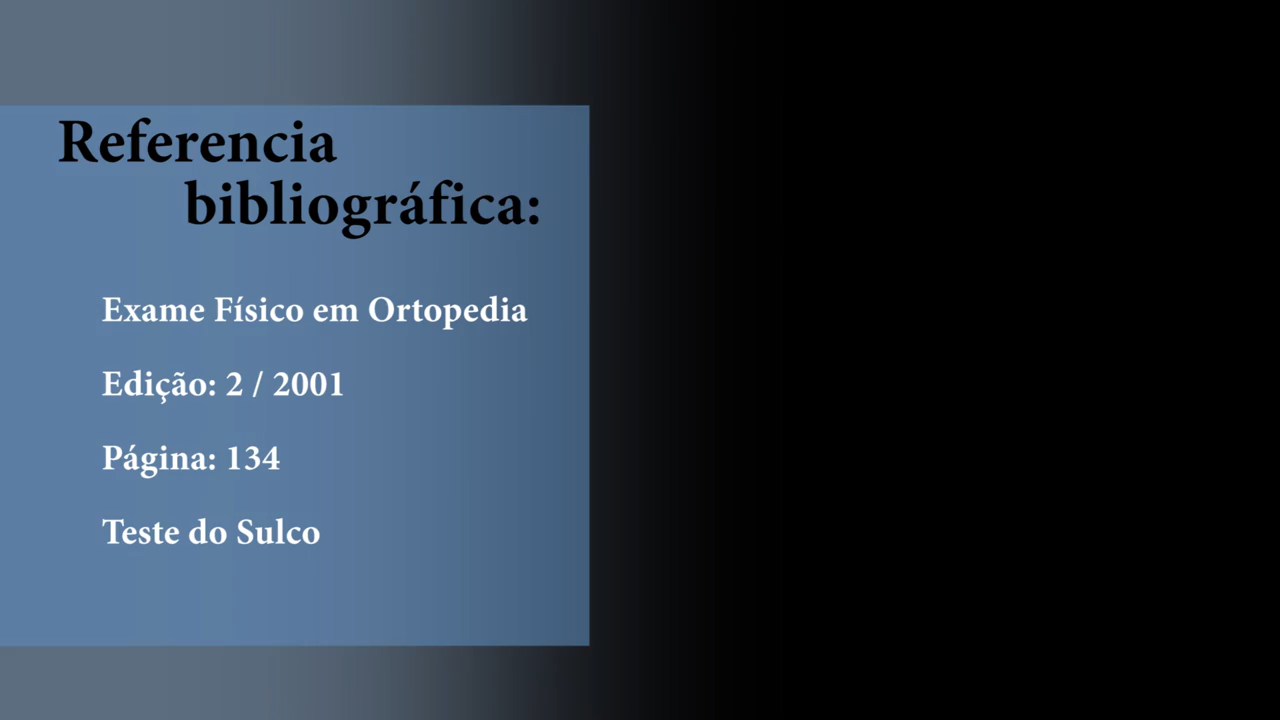 Referencia
bibliográfica:
Exame Físico em Ortopedia
Edição: 2 / 2001
Página: 134
Teste do Sulco